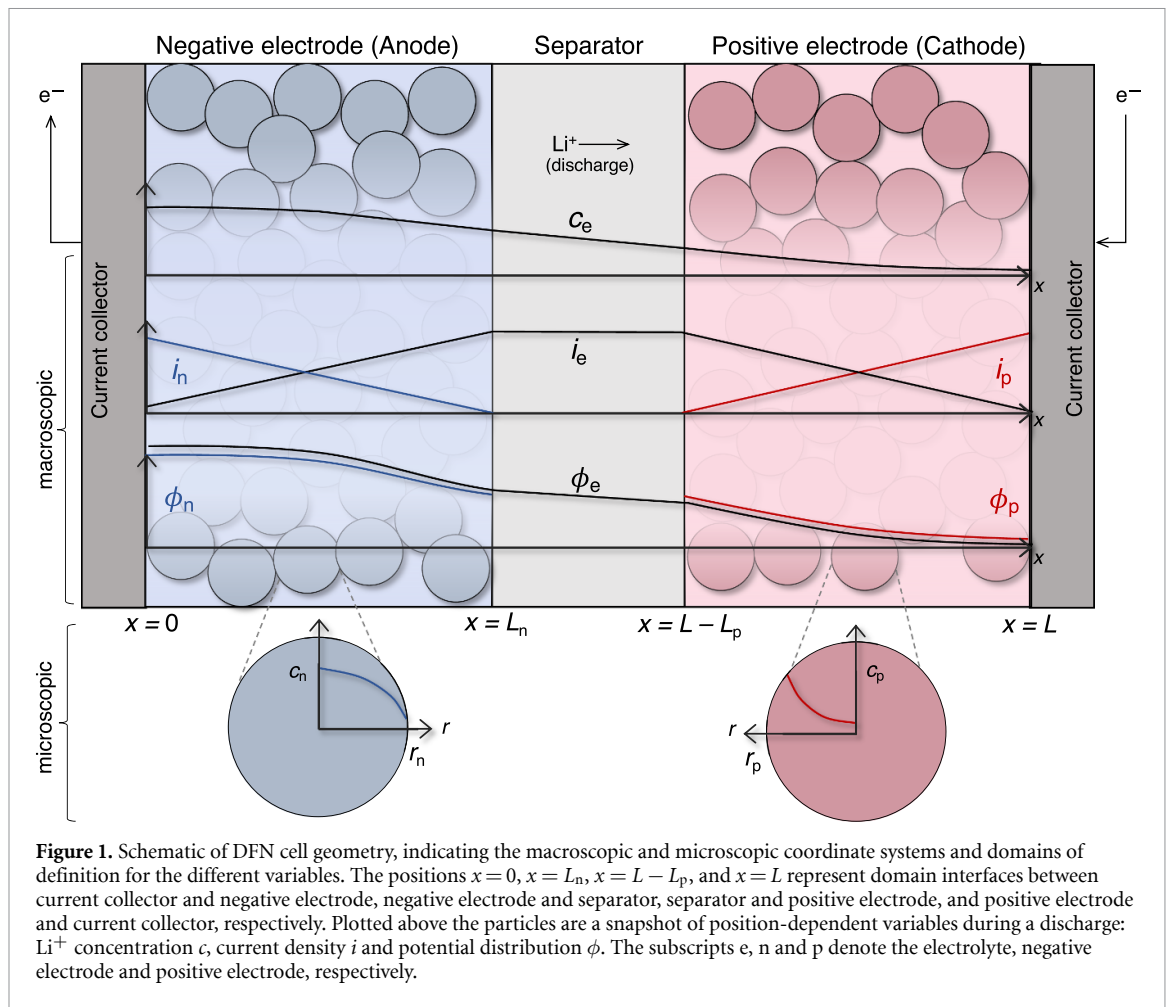 Negative electrode (Anode)
Separator
Positive electrode (Cathode)
e⁻
e⁻
Li⁺
(discharge)
cₑ
x
Current collector
Current collector
macroscopic
iₙ
iₑ
iₚ
x
ϕₙ
ϕₑ
ϕₚ
x
x = 0
x = Lₙ
x = L – Lₚ
x = L
microscopic
cₙ
r
rₙ
cₚ
r
rₚ
Figure 1. Schematic of DFN cell geometry, indicating the macroscopic and microscopic coordinate systems and domains of
definition for the different variables. The positions x = 0, x = Lₙ, x = L − Lₚ, and x = L represent domain interfaces between
current collector and negative electrode, negative electrode and separator, separator and positive electrode, and positive electrode
and current collector, respectively. Plotted above the particles are a snapshot of position-dependent variables during a discharge:
Li⁺ concentration c, current density i and potential distribution ϕ. The subscripts e, n and p denote the electrolyte, negative
electrode and positive electrode, respectively.